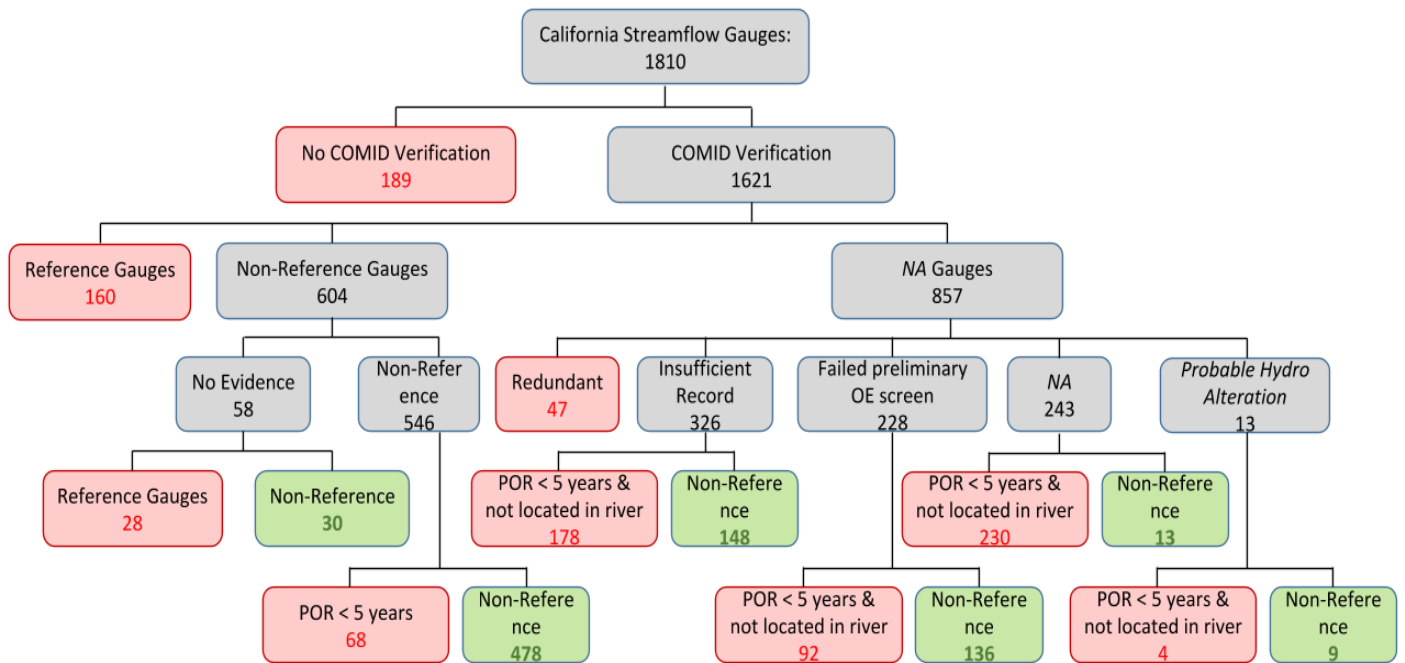 California Streamflow Gauges:
1810
No COMID Verification
189
COMID Verification
1621
Reference Gauges
160
Non-Reference Gauges
604
NA Gauges
857
No Evidence
58
Non-Refer
ence
546
Redundant
47
Insufficient
Record
326
Failed preliminary
OE screen
228
NA
243
Probable Hydro
Alteration
13
Reference Gauges
28
Non-Reference
30
POR < 5 years &
not located in river
178
Non-Refere
nce
148
POR < 5 years &
not located in river
230
Non-Refere
nce
13
POR < 5 years
68
Non-Refere
nce
478
POR < 5 years &
not located in river
92
Non-Refere
nce
136
POR < 5 years &
not located in river
4
Non-Refere
nce
9